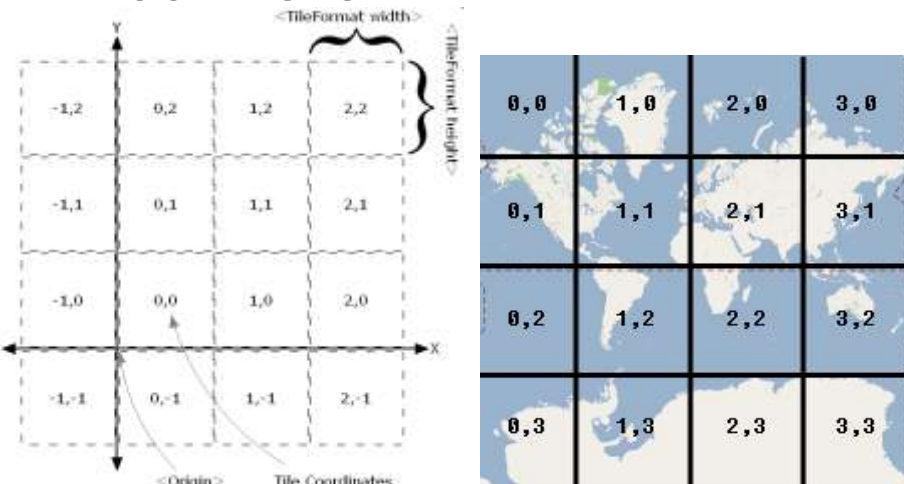 <TileFormat width>
Y
<TileFormat height>
-1,2 0,2 1,2 2,2
-1,1 0,1 1,1 2,1
-1,0 0,0 1,0 2,0
X
-1,-1 0,-1 1,-1 2,-1
<Origin> Tile Coordinates
0,0 1,0 2,0 3,0
0,1 1,1 2,1 3,1
0,2 1,2 2,2 3,2
0,3 1,3 2,3 3,3